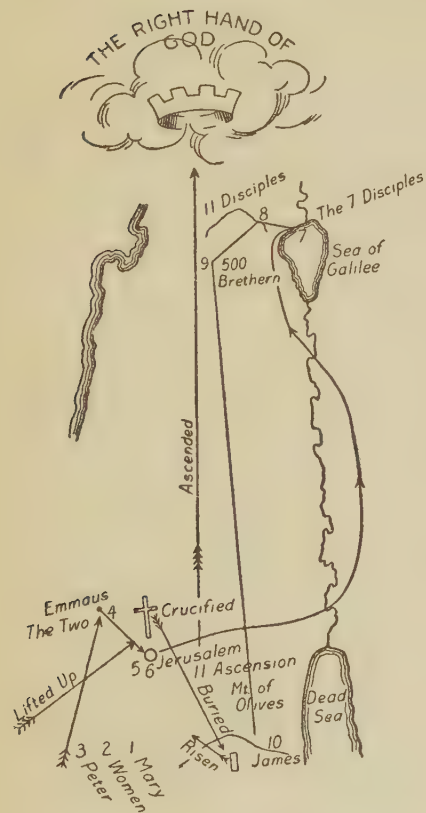 THE RIGHT HAND OF
GOD
11 Disciples
8
The 7 Disciples
7
Sea of
Galilee
9
500
Brethern
Ascended
Emmaus
The Two
4
Crucified
Lifted Up
5 6 Jerusalem
11 Ascension
Mt. of
Olives
Buried
Dead
Sea
Risen
10
James
3
Peter
2
Women
1
Mary